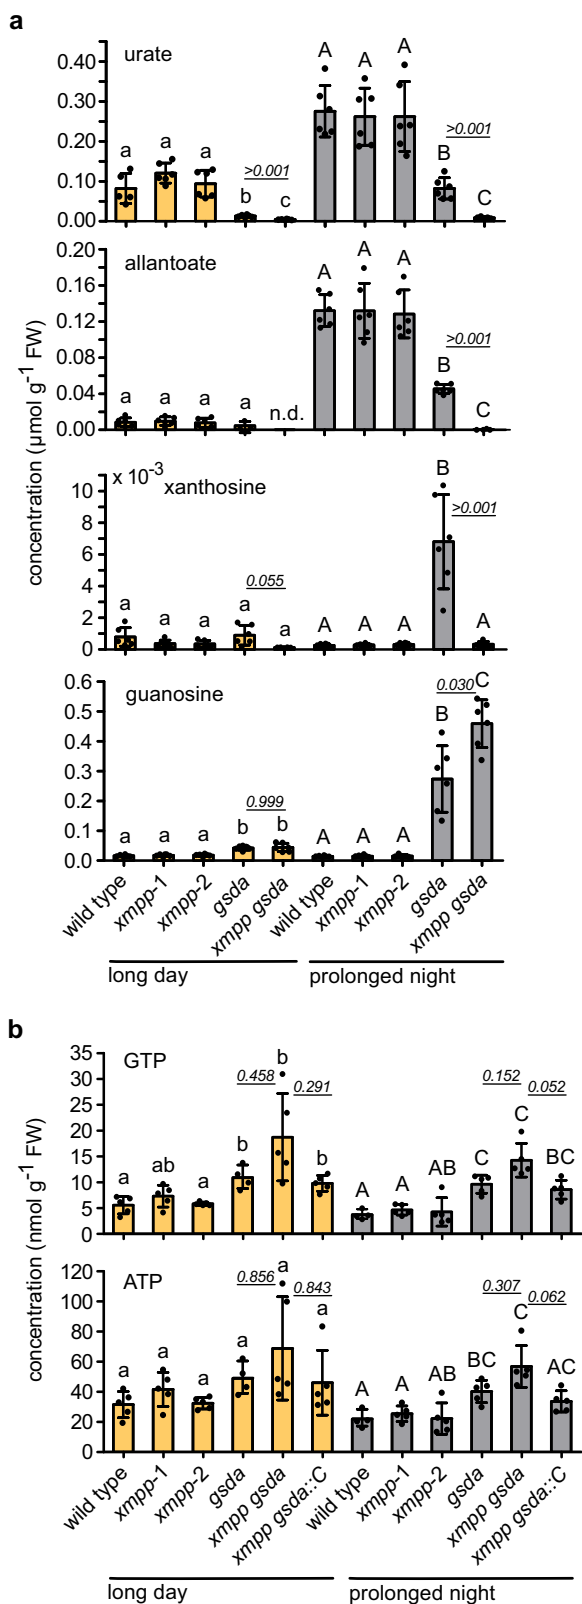 a
concentration (µmol g⁻¹ FW)
urate
0.40
0.30
0.20
0.10
0.00
a a a >0.001 b c A A A >0.001 B C
allantoate
0.20
0.16
0.12
0.08
0.04
0.00
a a a a n.d. A A A >0.001 B C
x 10⁻³ xanthosine
10
8
6
4
2
0
a a a 0.055 a a A A A B >0.001 A
guanosine
0.6
0.5
0.4
0.3
0.2
0.1
0.0
a a a 0.999 b b A A A 0.030 B C
wild type xmpp-1 xmpp-2 gsda xmpp gsda wild type xmpp-1 xmpp-2 gsda xmpp gsda
long day prolonged night
b
concentration (nmol g⁻¹ FW)
GTP
35
30
25
20
15
10
5
0
a ab a b 0.458 b 0.291 b A A AB C 0.152 C 0.052 BC
ATP
120
100
80
60
40
20
0
a a a a 0.856 a 0.843 a A A AB BC 0.307 C 0.062 AC
wild type xmpp-1 xmpp-2 gsda xmpp gsda xmpp gsda::C wild type xmpp-1 xmpp-2 gsda xmpp gsda xmpp gsda::C
long day prolonged night